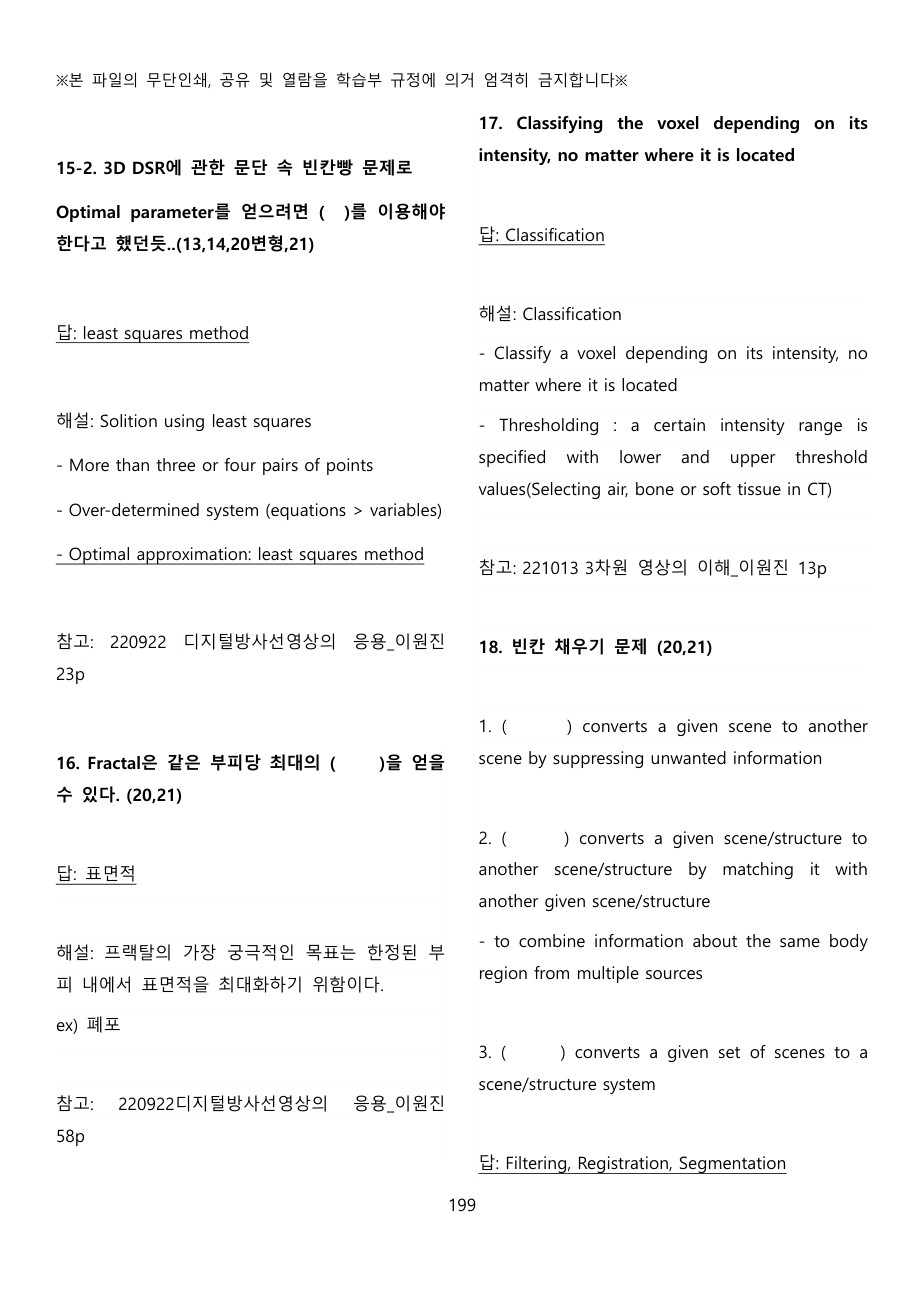 ※본 파일의 무단인쇄, 공유 및 열람을 학습부 규정에 의거 엄격히 금지합니다※
15-2. 3D DSR에 관한 문단 속 빈칸빵 문제로
Optimal parameter를 얻으려면 (    )를 이용해야
한다고 했던듯..(13,14,20변형,21)
답: least squares method
해설: Solition using least squares
- More than three or four pairs of points
- Over-determined system (equations > variables)
- Optimal approximation: least squares method
참고: 220922 디지털방사선영상의 응용_이원진
23p
16. Fractal은 같은 부피당 최대의 (      )을 얻을
수 있다. (20,21)
답: 표면적
해설: 프랙탈의 가장 궁극적인 목표는 한정된 부
피 내에서 표면적을 최대화하기 위함이다.
ex) 폐포
참고: 220922디지털방사선영상의 응용_이원진
58p
17. Classifying the voxel depending on its
intensity, no matter where it is located
답: Classification
해설: Classification
- Classify a voxel depending on its intensity, no
matter where it is located
- Thresholding : a certain intensity range is
specified with lower and upper threshold
values(Selecting air, bone or soft tissue in CT)
참고: 221013 3차원 영상의 이해_이원진 13p
18. 빈칸 채우기 문제 (20,21)
1. (        ) converts a given scene to another
scene by suppressing unwanted information
2. (        ) converts a given scene/structure to
another scene/structure by matching it with
another given scene/structure
- to combine information about the same body
region from multiple sources
3. (        ) converts a given set of scenes to a
scene/structure system
답: Filtering, Registration, Segmentation
199